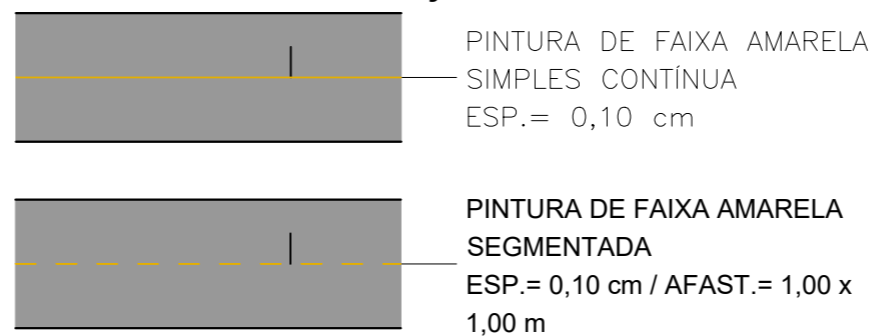 PINTURA DE FAIXA AMARELA
SIMPLES CONTÍNUA
ESP.= 0,10 cm
PINTURA DE FAIXA AMARELA
SEGMENTADA
ESP.= 0,10 cm / AFAST.= 1,00 x
1,00 m